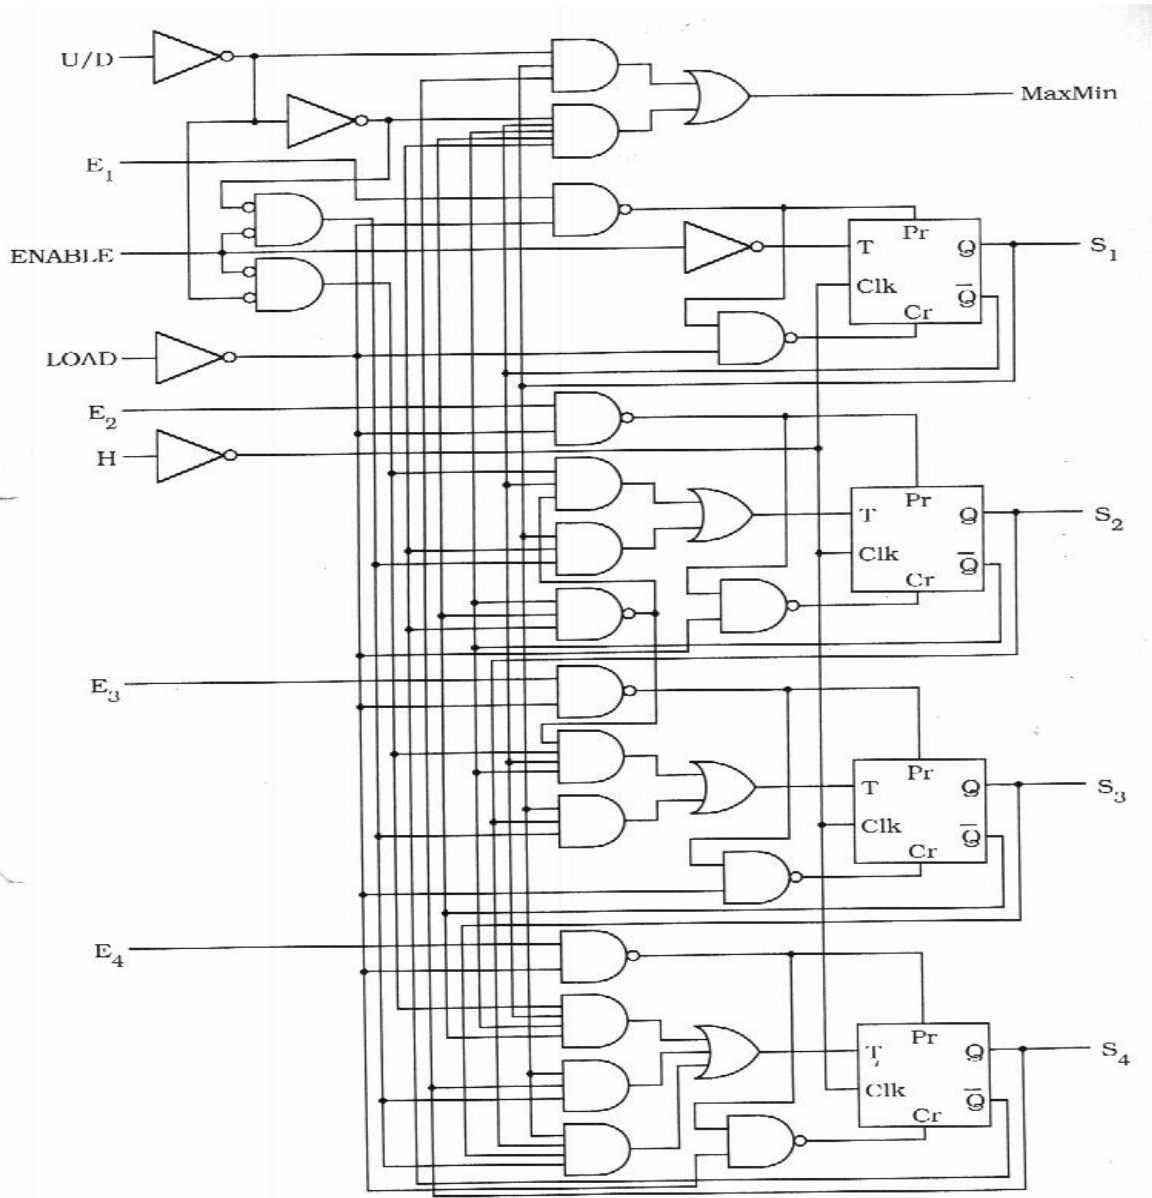 U/D
MaxMin
E₁
ENABLE
Pr
T
Q
S₁
Clk
Q̅
Cr
LOAD
E₂
H
Pr
T
Q
S₂
Clk
Q̅
Cr
E₃
Pr
T
Q
S₃
Clk
Q̅
Cr
E₄
Pr
T
Q
S₄
Clk
Q̅
Cr